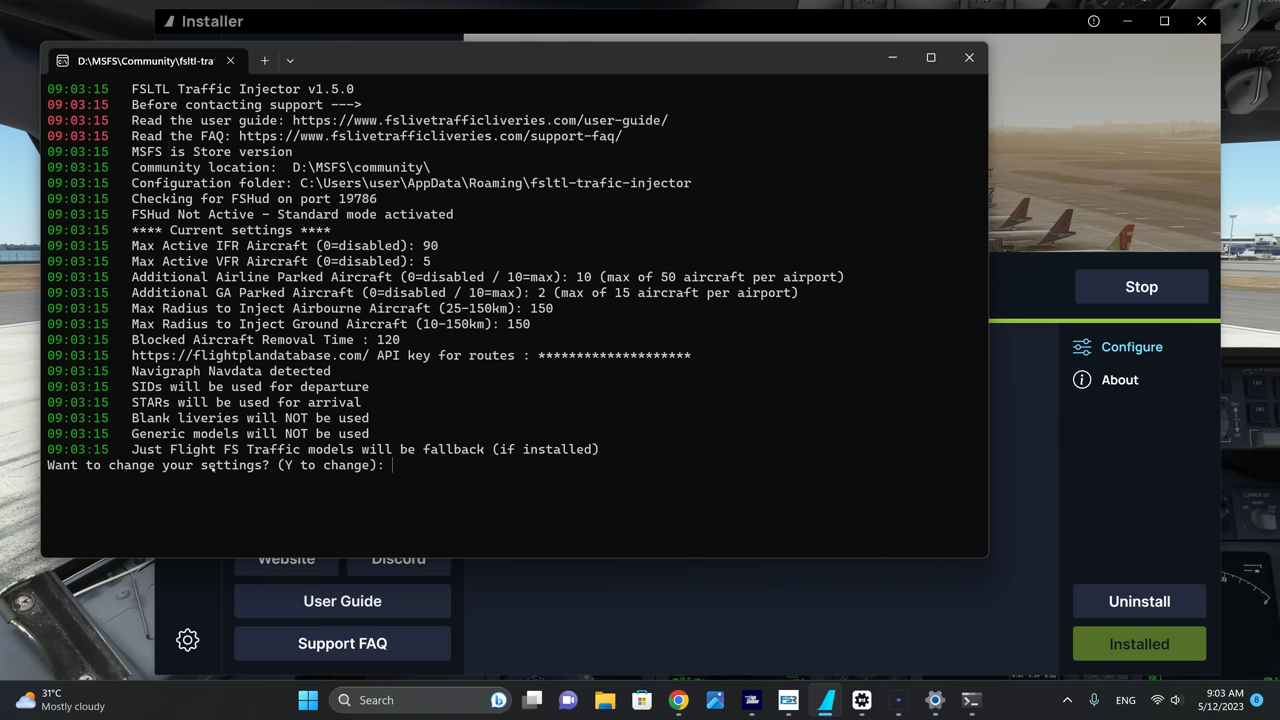 Installer
D:\MSFS\Community\fsltl-tra
09:03:15 FSLTL Traffic Injector v1.5.0
09:03:15 Before contacting support --->
09:03:15 Read the user guide: https://www.fslivetrafficliveries.com/user-guide/
09:03:15 Read the FAQ: https://www.fslivetrafficliveries.com/support-faq/
09:03:15 MSFS is Store version
09:03:15 Community location:  D:\MSFS\community\
09:03:15 Configuration folder: C:\Users\user\AppData\Roaming\fsltl-trafic-injector
09:03:15 Checking for FSHud on port 19786
09:03:15 FSHud Not Active - Standard mode activated
09:03:15 **** Current settings ****
09:03:15 Max Active IFR Aircraft (0=disabled): 90
09:03:15 Max Active VFR Aircraft (0=disabled): 5
09:03:15 Additional Airline Parked Aircraft (0=disabled / 10=max): 10 (max of 50 aircraft per airport)
09:03:15 Additional GA Parked Aircraft (0=disabled / 10=max): 2 (max of 15 aircraft per airport)
09:03:15 Max Radius to Inject Airbourne Aircraft (25-150km): 150
09:03:15 Max Radius to Inject Ground Aircraft (10-150km): 150
09:03:15 Blocked Aircraft Removal Time : 120
09:03:15 https://flightplandatabase.com/ API key for routes : ********************
09:03:15 Navigraph Navdata detected
09:03:15 SIDs will be used for departure
09:03:15 STARs will be used for arrival
09:03:15 Blank liveries will NOT be used
09:03:15 Generic models will NOT be used
09:03:15 Just Flight FS Traffic models will be fallback (if installed)
Want to change your settings? (Y to change):
Stop
Configure
About
Website Discord
User Guide
Support FAQ
Uninstall
Installed
31°C
Mostly cloudy
Search
ENG
9:03 AM
5/12/2023
8